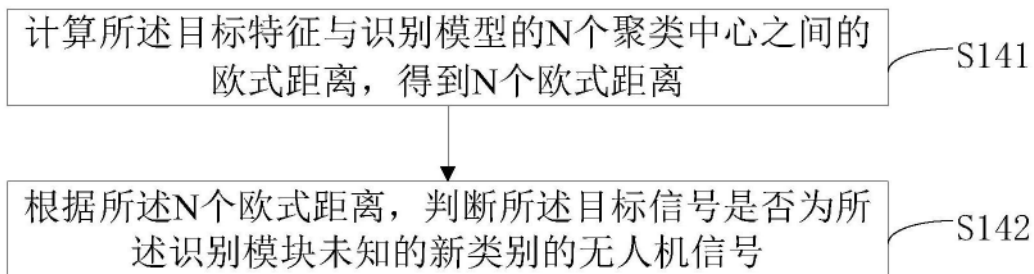 计算所述目标特征与识别模型的N个聚类中心之间的
欧式距离，得到N个欧式距离
S141
根据所述N个欧式距离，判断所述目标信号是否为所
述识别模块未知的新类别的无人机信号
S142